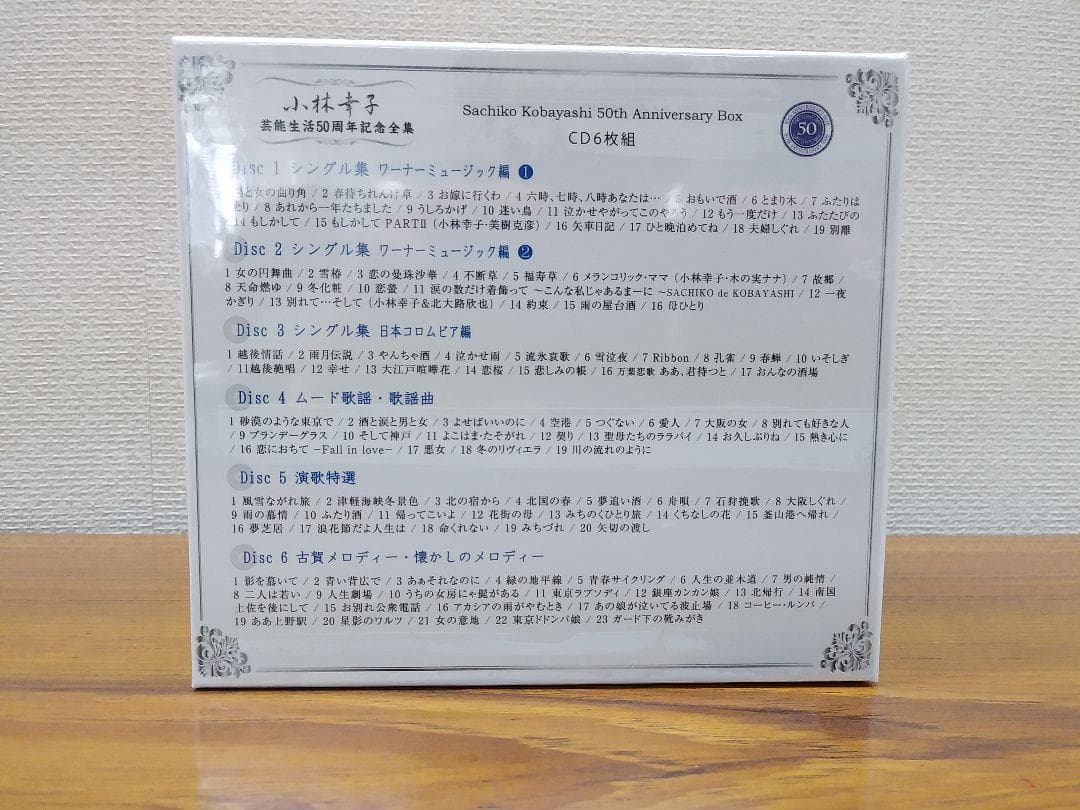 小林幸子
芸能生活50周年記念全集
Sachiko Kobayashi 50th Anniversary Box
CD6枚組
50
Disc 1 シングル集 ワーナーミュージック編 ❶
男と女の曲り角 / 2 春待ちれんげ草 / 3 お嫁に行くわ / 4 六時、七時、八時あなたは… / 5 おもいで酒 / 6 とまり木 / 7 ふたりは
とり / 8 あれから一年たちました / 9 うしろかげ / 10 迷い鳥 / 11 泣かせやがってこのやろう / 12 もう一度だけ / 13 ふたたびの
14 もしかして / 15 もしかして PARTⅡ (小林幸子・美樹克彦) / 16 矢車日記 / 17 ひと晩泊めてね / 18 夫婦しぐれ / 19 別離
Disc 2 シングル集 ワーナーミュージック編 ❷
1 女の円舞曲 / 2 雪椿 / 3 恋の曼珠沙華 / 4 不断草 / 5 福寿草 / 6 メランコリック・ママ (小林幸子・木の実ナナ) / 7 故郷 /
8 天命燃ゆ / 9 冬化粧 / 10 恋螢 / 11 涙の数だけ着飾って ～こんな私じゃあるまーに ～SACHIKO de KOBAYASHI / 12 一夜
かぎり / 13 別れて…そして (小林幸子&北大路欣也) / 14 約束 / 15 雨の屋台酒 / 16 母ひとり
Disc 3 シングル集 日本コロムビア編
1 越後情話 / 2 雨月伝説 / 3 やんちゃ酒 / 4 泣かせ雨 / 5 流氷哀歌 / 6 雪泣夜 / 7 Ribbon / 8 孔雀 / 9 春蝉 / 10 いそしぎ
/ 11越後絶唱 / 12 幸せ / 13 大江戸喧嘩花 / 14 恋桜 / 15 悲しみの帳 / 16 万葉恋歌 ああ、君待つと / 17 おんなの酒場
Disc 4 ムード歌謡・歌謡曲
1 砂漠のような東京で / 2 酒と涙と男と女 / 3 よせばいいのに / 4 空港 / 5 つぐない / 6 愛人 / 7 大阪の女 / 8 別れても好きな人
/ 9 ブランデーグラス / 10 そして神戸 / 11 よこはま・たそがれ / 12 契り / 13 聖母たちのララバイ / 14 お久しぶりね / 15 熱き心に
/ 16 恋におちて −Fall in love− / 17 悪女 / 18 冬のリヴィエラ / 19 川の流れのように
Disc 5 演歌特選
1 風雪ながれ旅 / 2 津軽海峡冬景色 / 3 北の宿から / 4 北国の春 / 5 夢追い酒 / 6 舟唄 / 7 石狩挽歌 / 8 大阪しぐれ
/ 9 雨の慕情 / 10 ふたり酒 / 11 帰ってこいよ / 12 花街の母 / 13 みちのくひとり旅 / 14 くちなしの花 / 15 釜山港へ帰れ /
16 夢芝居 / 17 浪花節だよ人生は / 18 命くれない / 19 みちづれ / 20 矢切の渡し
Disc 6 古賀メロディー・懐かしのメロディー
1 影を慕いて / 2 青い背広で / 3 あぁそれなのに / 4 緑の地平線 / 5 青春サイクリング / 6 人生の並木道 / 7 男の純情 /
8 二人は若い / 9 人生劇場 / 10 うちの女房にゃ髭がある / 11 東京ラプソディ / 12 銀座カンカン娘 / 13 北帰行 / 14 南国
土佐を後にして / 15 お別れ公衆電話 / 16 アカシアの雨がやむとき / 17 あの娘が泣いてる波止場 / 18 コーヒー・ルンバ /
19 ああ上野駅 / 20 星影のワルツ / 21 女の意地 / 22 東京ドドンパ娘 / 23 ガード下の靴みがき